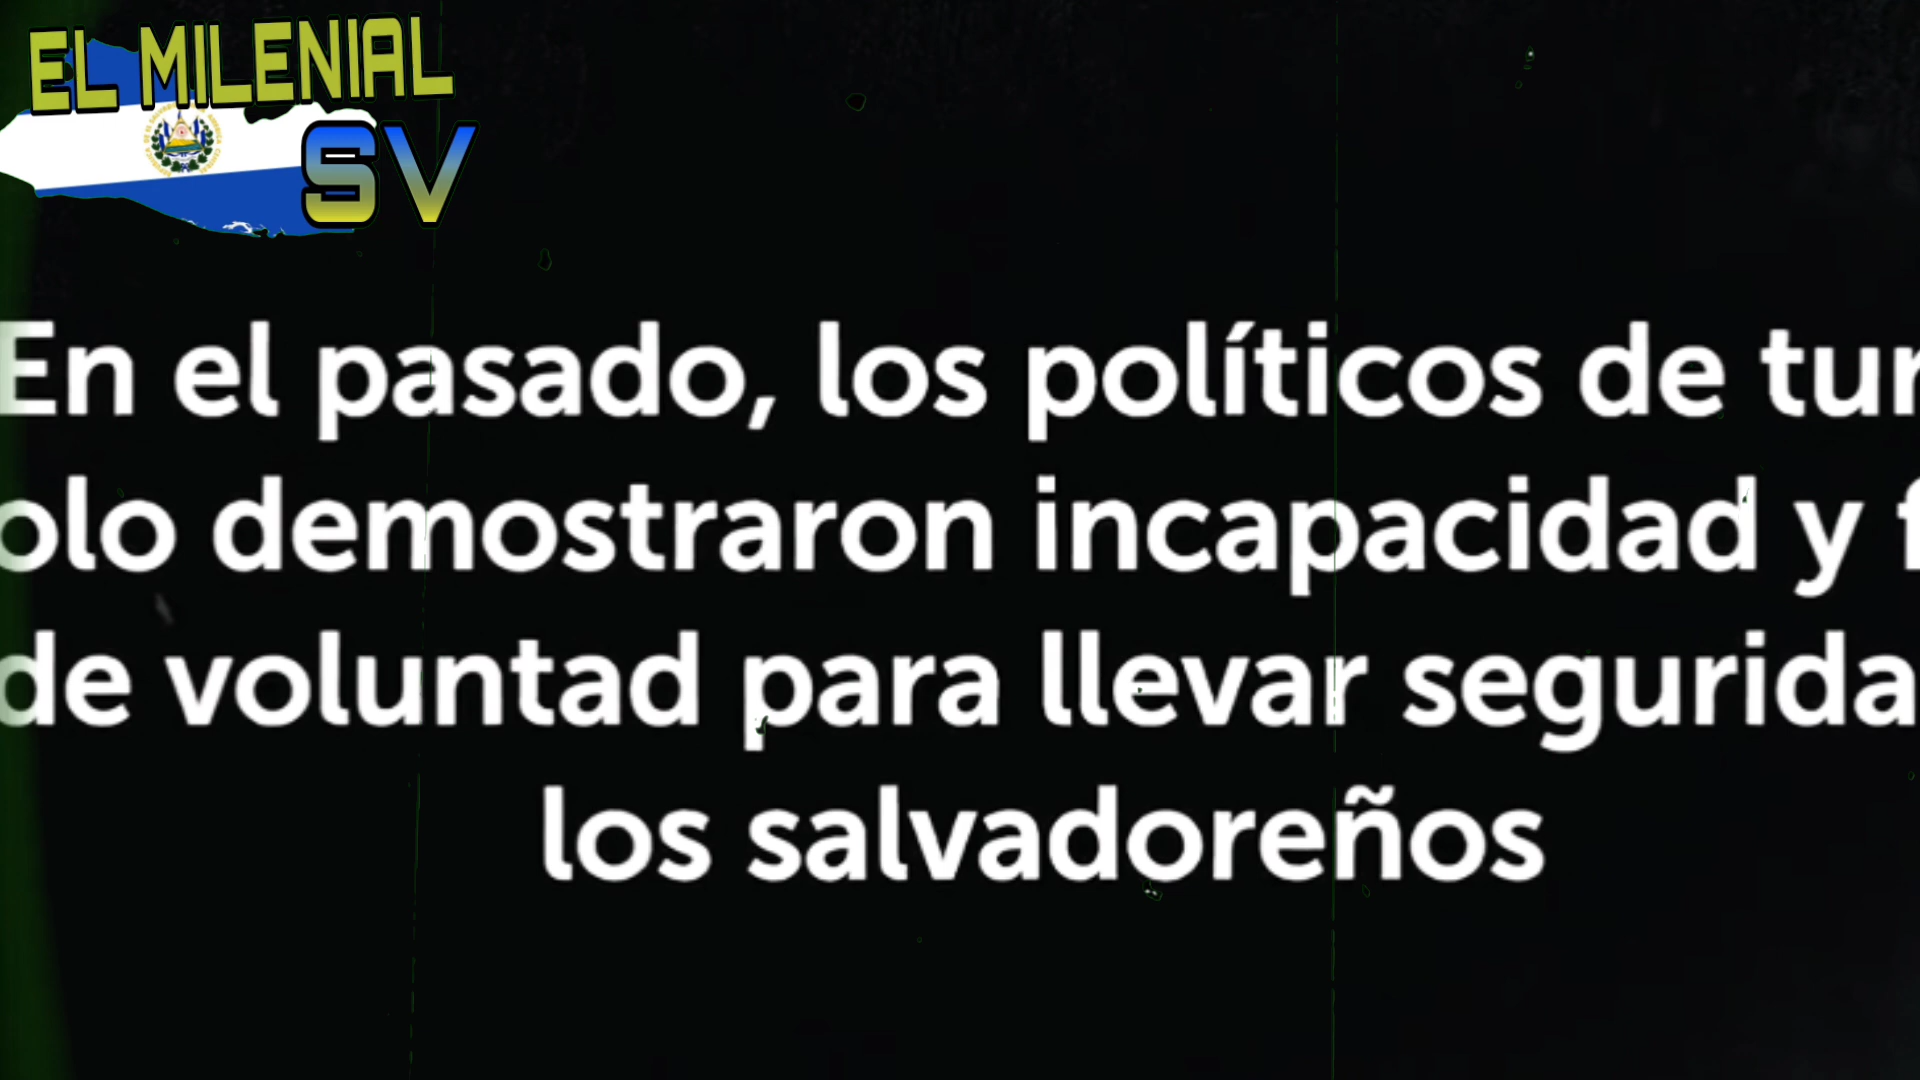 EL MILENIAL
SV
En el pasado, los políticos de tur
olo demostraron incapacidad y f
de voluntad para llevar segurida
los salvadoreños